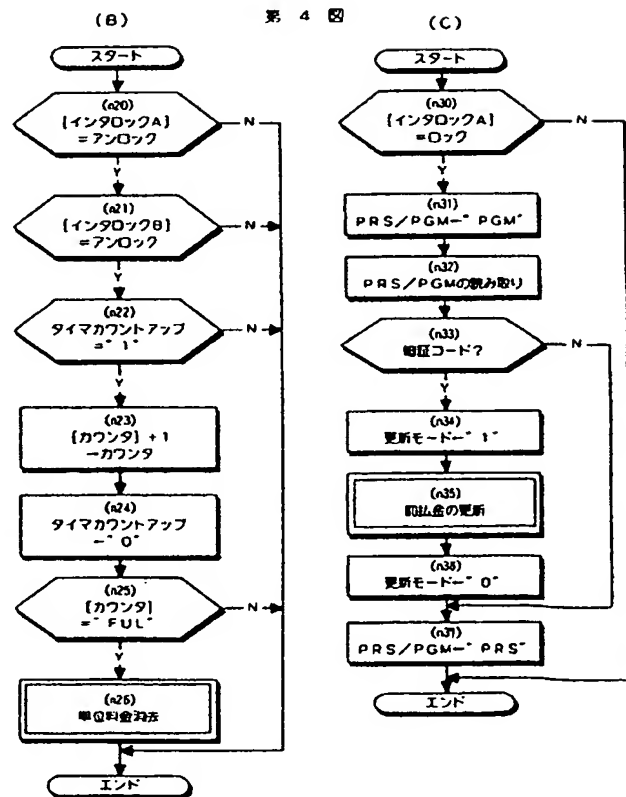 第 4 図
(B)
スタート
(n20)
[インタロックA]
=アンロック
N
Y
(n21)
[インタロックB]
=アンロック
N
Y
(n22)
タイマカウントアップ
="1"
N
Y
(n23)
[カウンタ]+1
→カウンタ
(n24)
タイマカウントアップ
←"0"
(n25)
[カウンタ]
="FUL"
N
Y
(n26)
単位料金消去
エンド
(C)
スタート
(n30)
[インタロックA]
=ロック
N
Y
(n31)
PRS/PGM←"PGM"
(n32)
PRS/PGMの読み取り
(n33)
暗証コード?
N
Y
(n34)
更新モード←"1"
(n35)
前払金の更新
(n36)
更新モード←"0"
(n37)
PRS/PGM←"PRS"
エンド